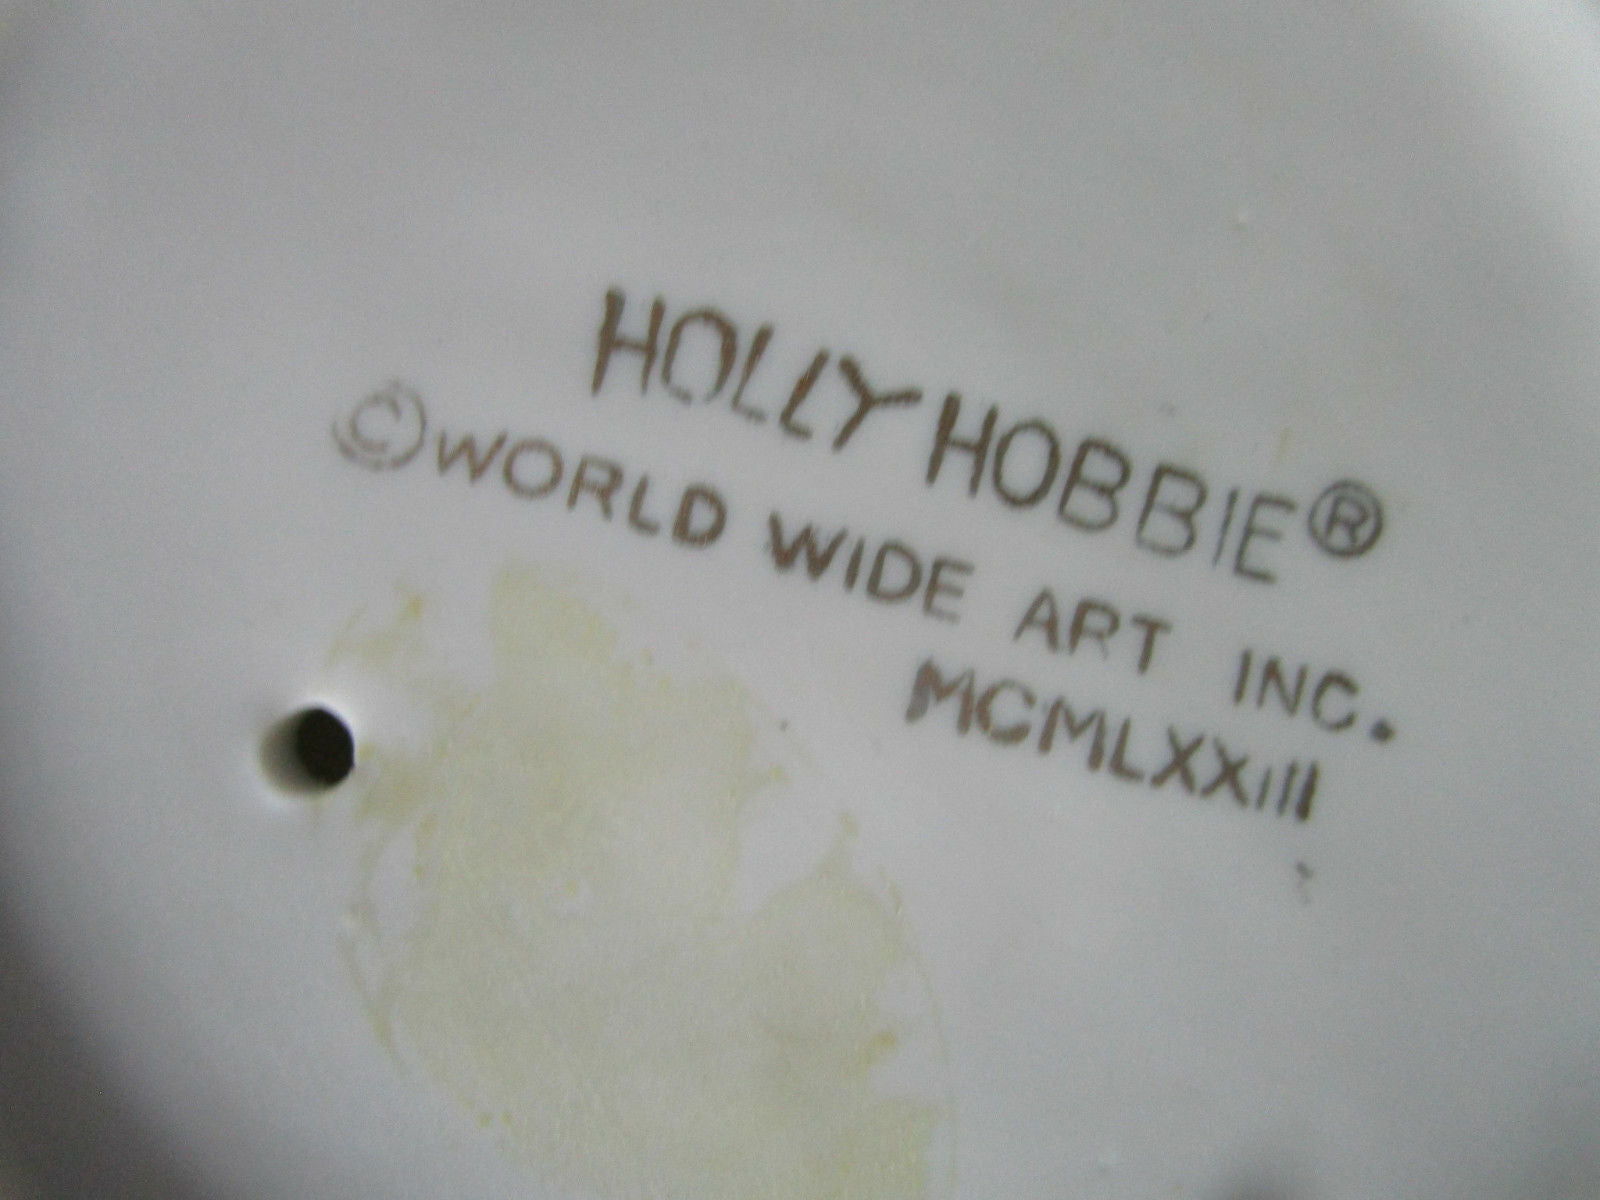 HOLLY HOBBIE®
© WORLD WIDE ART INC.
MCMLXXIII